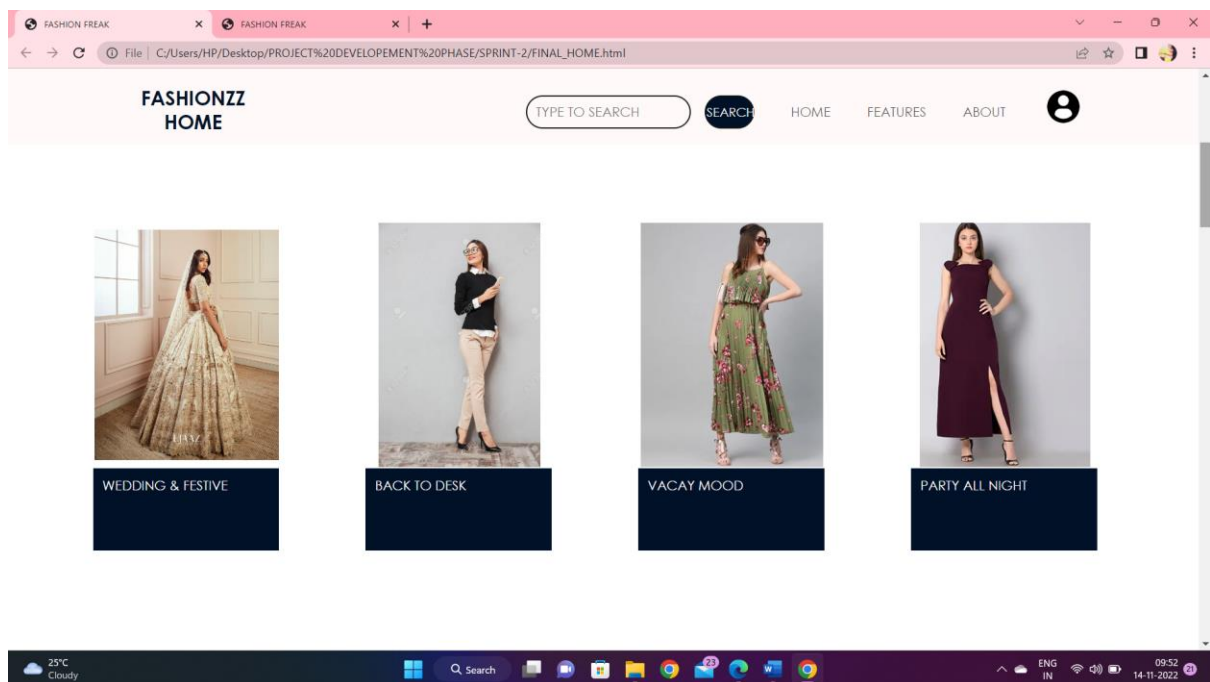 FASHION FREAK
FASHION FREAK
File C:/Users/HP/Desktop/PROJECT%20DEVELOPEMENT%20PHASE/SPRINT-2/FINAL_HOME.html
FASHIONZZ
HOME
TYPE TO SEARCH
SEARCH
HOME
FEATURES
ABOUT
WEDDING & FESTIVE
BACK TO DESK
VACAY MOOD
PARTY ALL NIGHT
25°C
Cloudy
Search
23
ENG
IN
09:52
14-11-2022
21